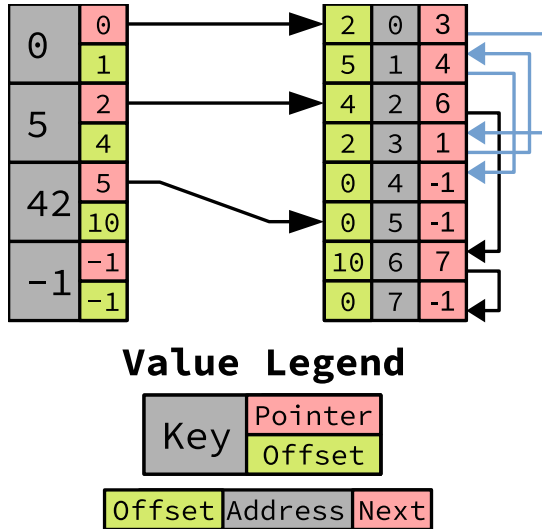 0 0 1
5 2 4
42 5 10
-1 -1 -1
2 0 3
5 1 4
4 2 6
2 3 1
0 4 -1
0 5 -1
10 6 7
0 7 -1
Value Legend
Key Pointer
Offset
Offset Address Next